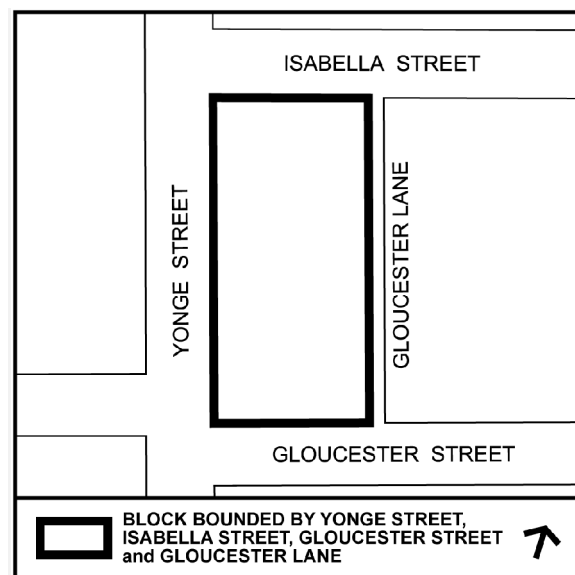 ISABELLA STREET
YONGE STREET
GLOUCESTER LANE
GLOUCESTER STREET
BLOCK BOUNDED BY YONGE STREET,
ISABELLA STREET, GLOUCESTER STREET
and GLOUCESTER LANE